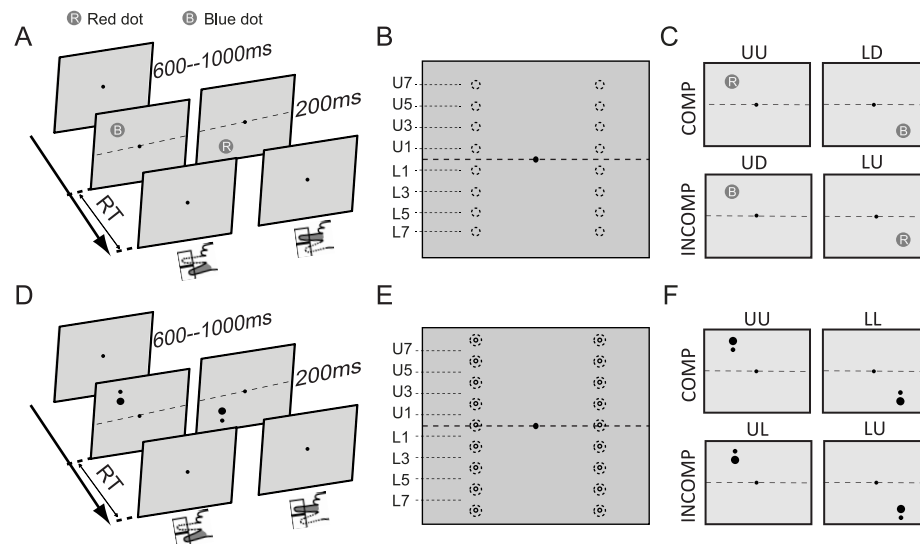 R Red dot B Blue dot
A
600--1000ms
B
200ms
R
RT
B
U7
U5
U3
U1
L1
L3
L5
L7
C
UU LD
COMP
R
B
UD LU
INCOMP
B
R
D
600--1000ms
200ms
RT
E
U7
U5
U3
U1
L1
L3
L5
L7
F
UU LL
COMP
UL LU
INCOMP